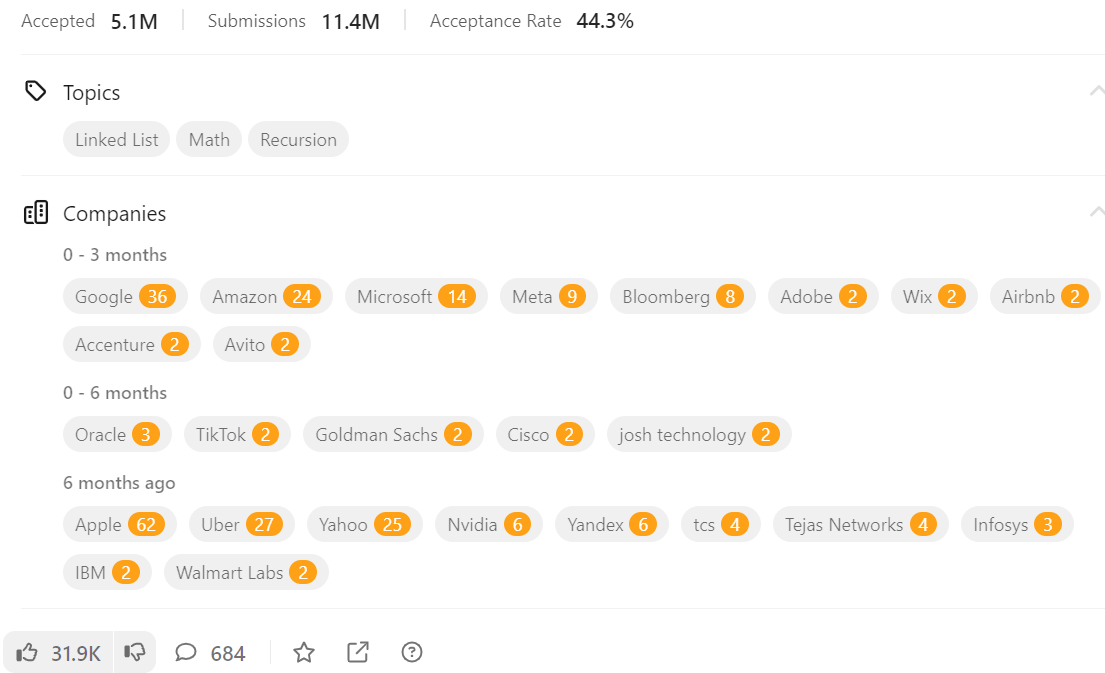 Accepted 5.1M Submissions 11.4M Acceptance Rate 44.3%
Topics
Linked List Math Recursion
Companies
0 - 3 months
Google 36 Amazon 24 Microsoft 14 Meta 9 Bloomberg 8 Adobe 2 Wix 2 Airbnb 2
Accenture 2 Avito 2
0 - 6 months
Oracle 3 TikTok 2 Goldman Sachs 2 Cisco 2 josh technology 2
6 months ago
Apple 62 Uber 27 Yahoo 25 Nvidia 6 Yandex 6 tcs 4 Tejas Networks 4 Infosys 3
IBM 2 Walmart Labs 2
31.9K 684